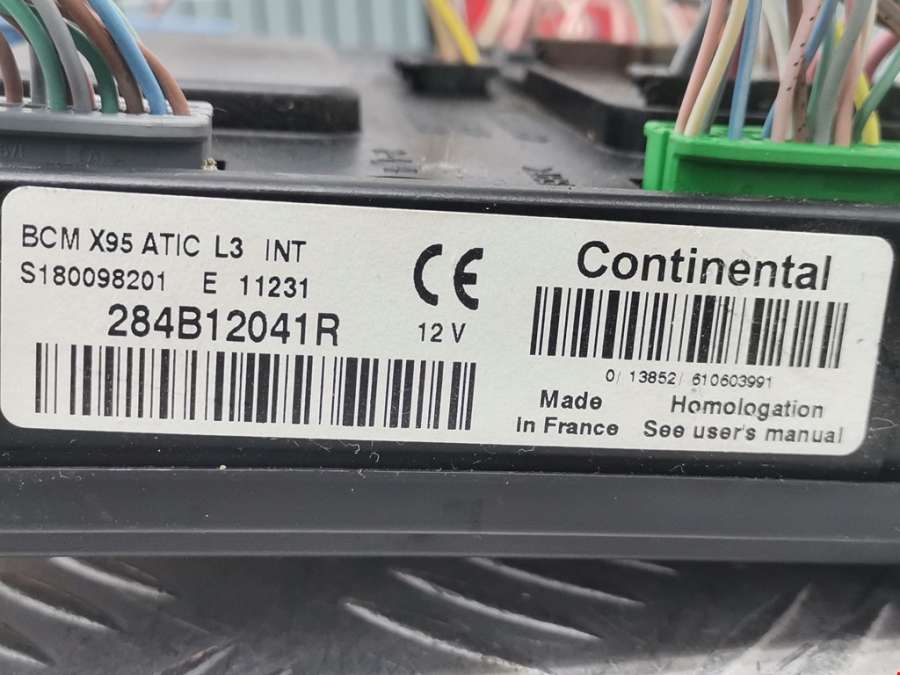 BCM X95 ATIC L3 INT
S180098201 E 11231
284B12041R
CE
12 V
Continental
0/ 13852/ 610603991
Made
in France
Homologation
See user's manual